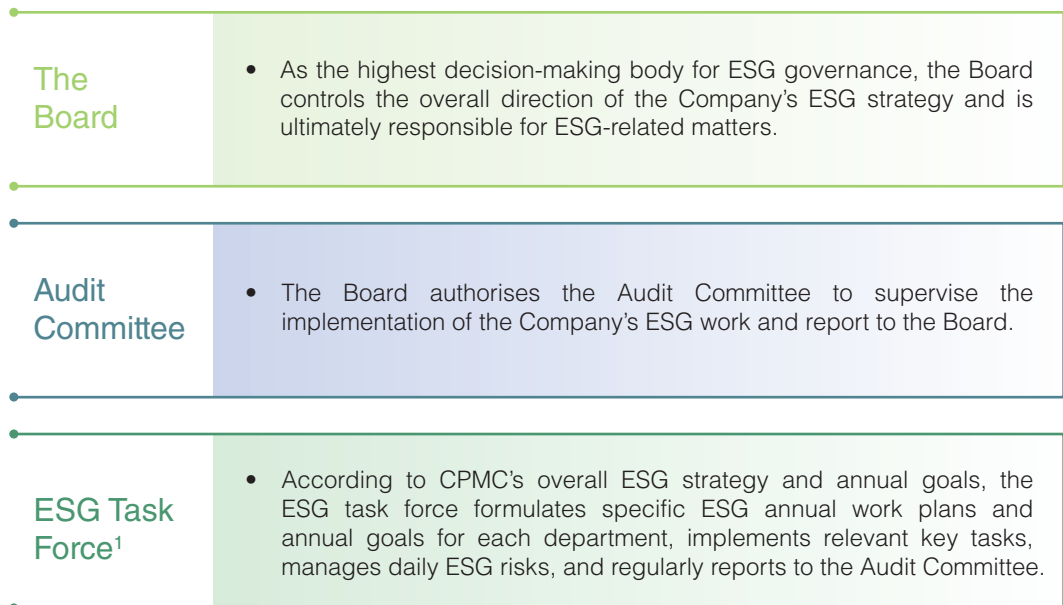 The
Board
• As the highest decision-making body for ESG governance, the Board
controls the overall direction of the Company’s ESG strategy and is
ultimately responsible for ESG-related matters.
Audit
Committee
• The Board authorises the Audit Committee to supervise the
implementation of the Company’s ESG work and report to the Board.
ESG Task
Force¹
• According to CPMC’s overall ESG strategy and annual goals, the
ESG task force formulates specific ESG annual work plans and
annual goals for each department, implements relevant key tasks,
manages daily ESG risks, and regularly reports to the Audit Committee.